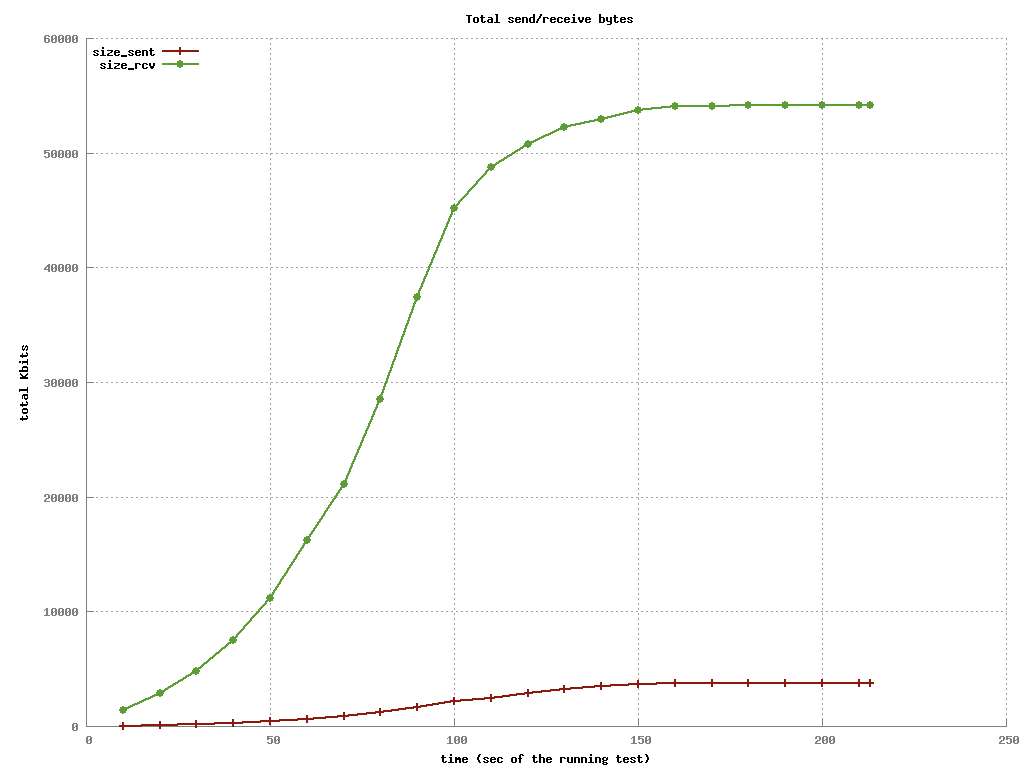 Total send/receive bytes
size_sent
size_rcv
60000
50000
40000
30000
20000
10000
0
total Kbits
0 50 100 150 200 250
time (sec of the running test)